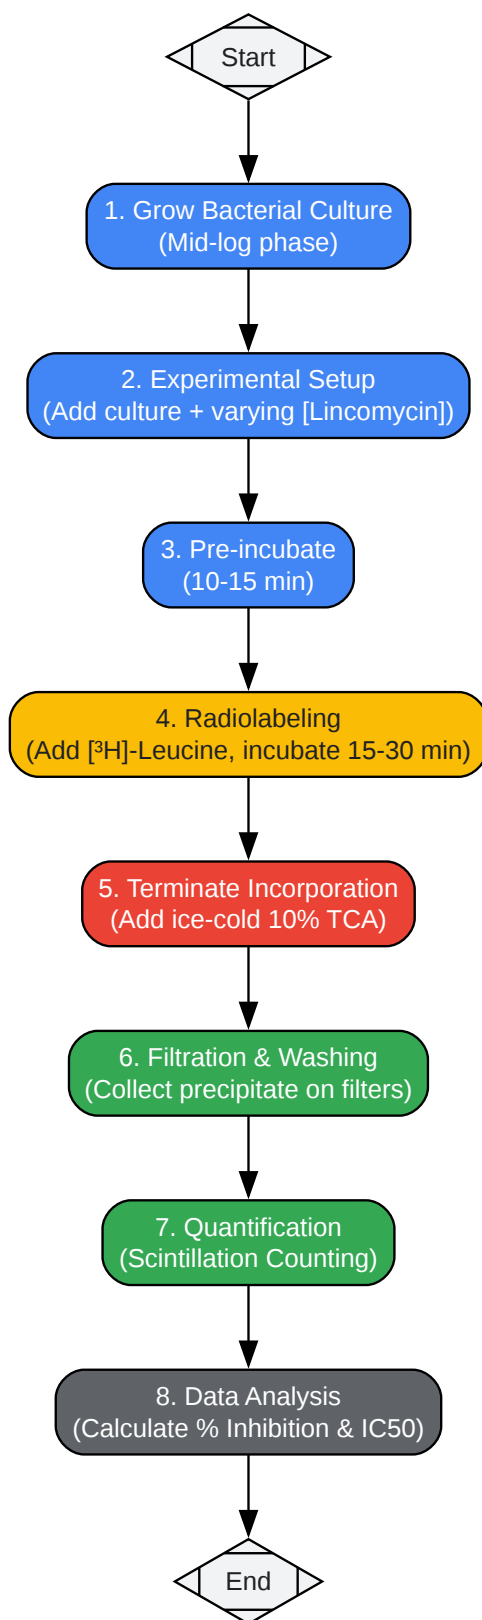 Start
1. Grow Bacterial Culture
(Mid-log phase)
2. Experimental Setup
(Add culture + varying [Lincomycin])
3. Pre-incubate
(10-15 min)
4. Radiolabeling
(Add [³H]-Leucine, incubate 15-30 min)
5. Terminate Incorporation
(Add ice-cold 10% TCA)
6. Filtration & Washing
(Collect precipitate on filters)
7. Quantification
(Scintillation Counting)
8. Data Analysis
(Calculate % Inhibition & IC50)
End